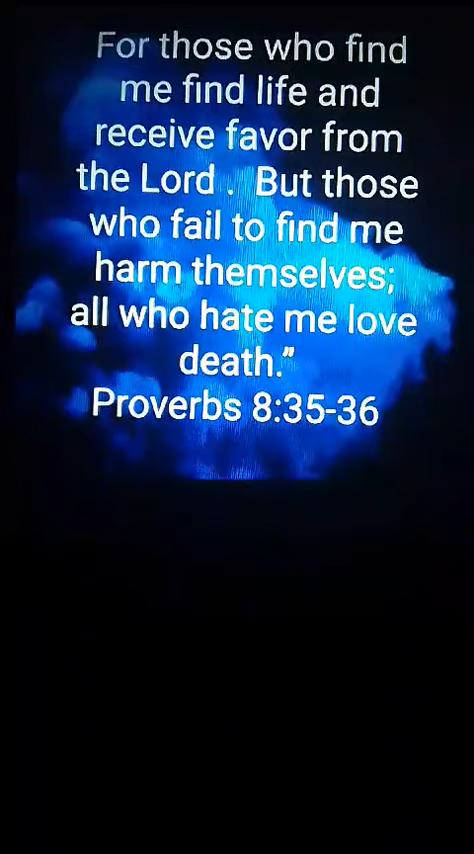 For those who find
me find life and
receive favor from
the Lord . But those
who fail to find me
harm themselves;
all who hate me love
death.”
Proverbs 8:35-36